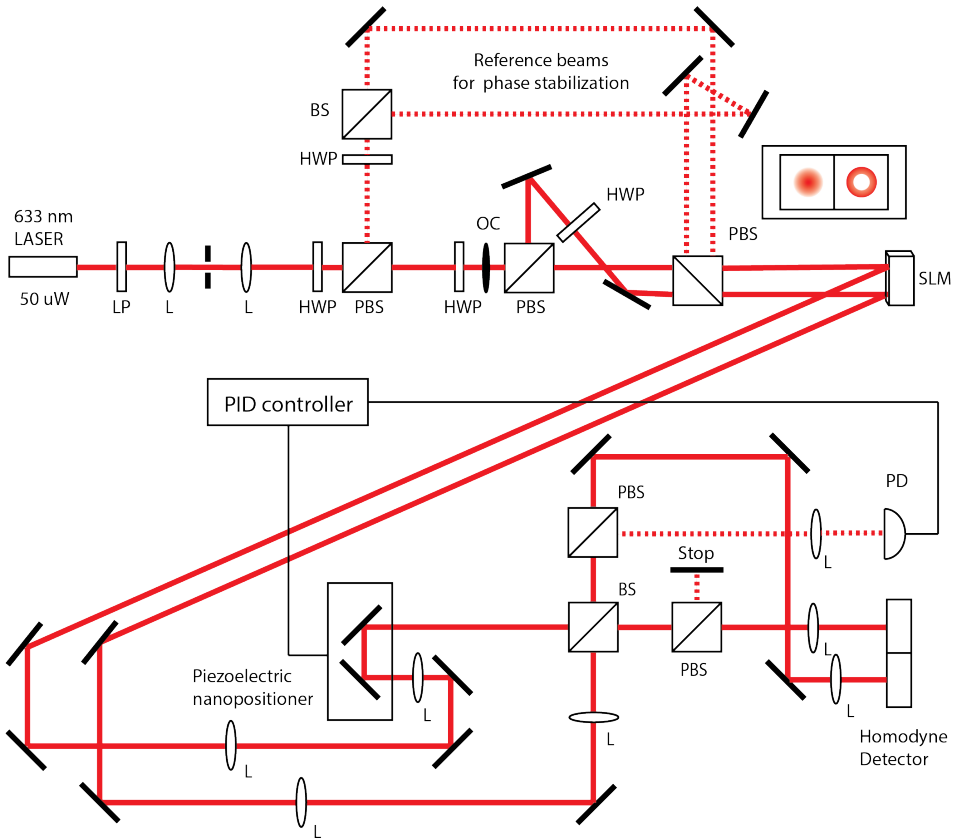 Reference beams
for phase stabilization
BS
HWP
HWP
633 nm
LASER
OC
PBS
SLM
50 uW
LP
L
L
HWP
PBS
HWP
PBS
PID controller
PBS
PD
L
Stop
BS
PBS
L
Piezoelectric
nanopositioner
L
L
L
Homodyne
Detector
L
L